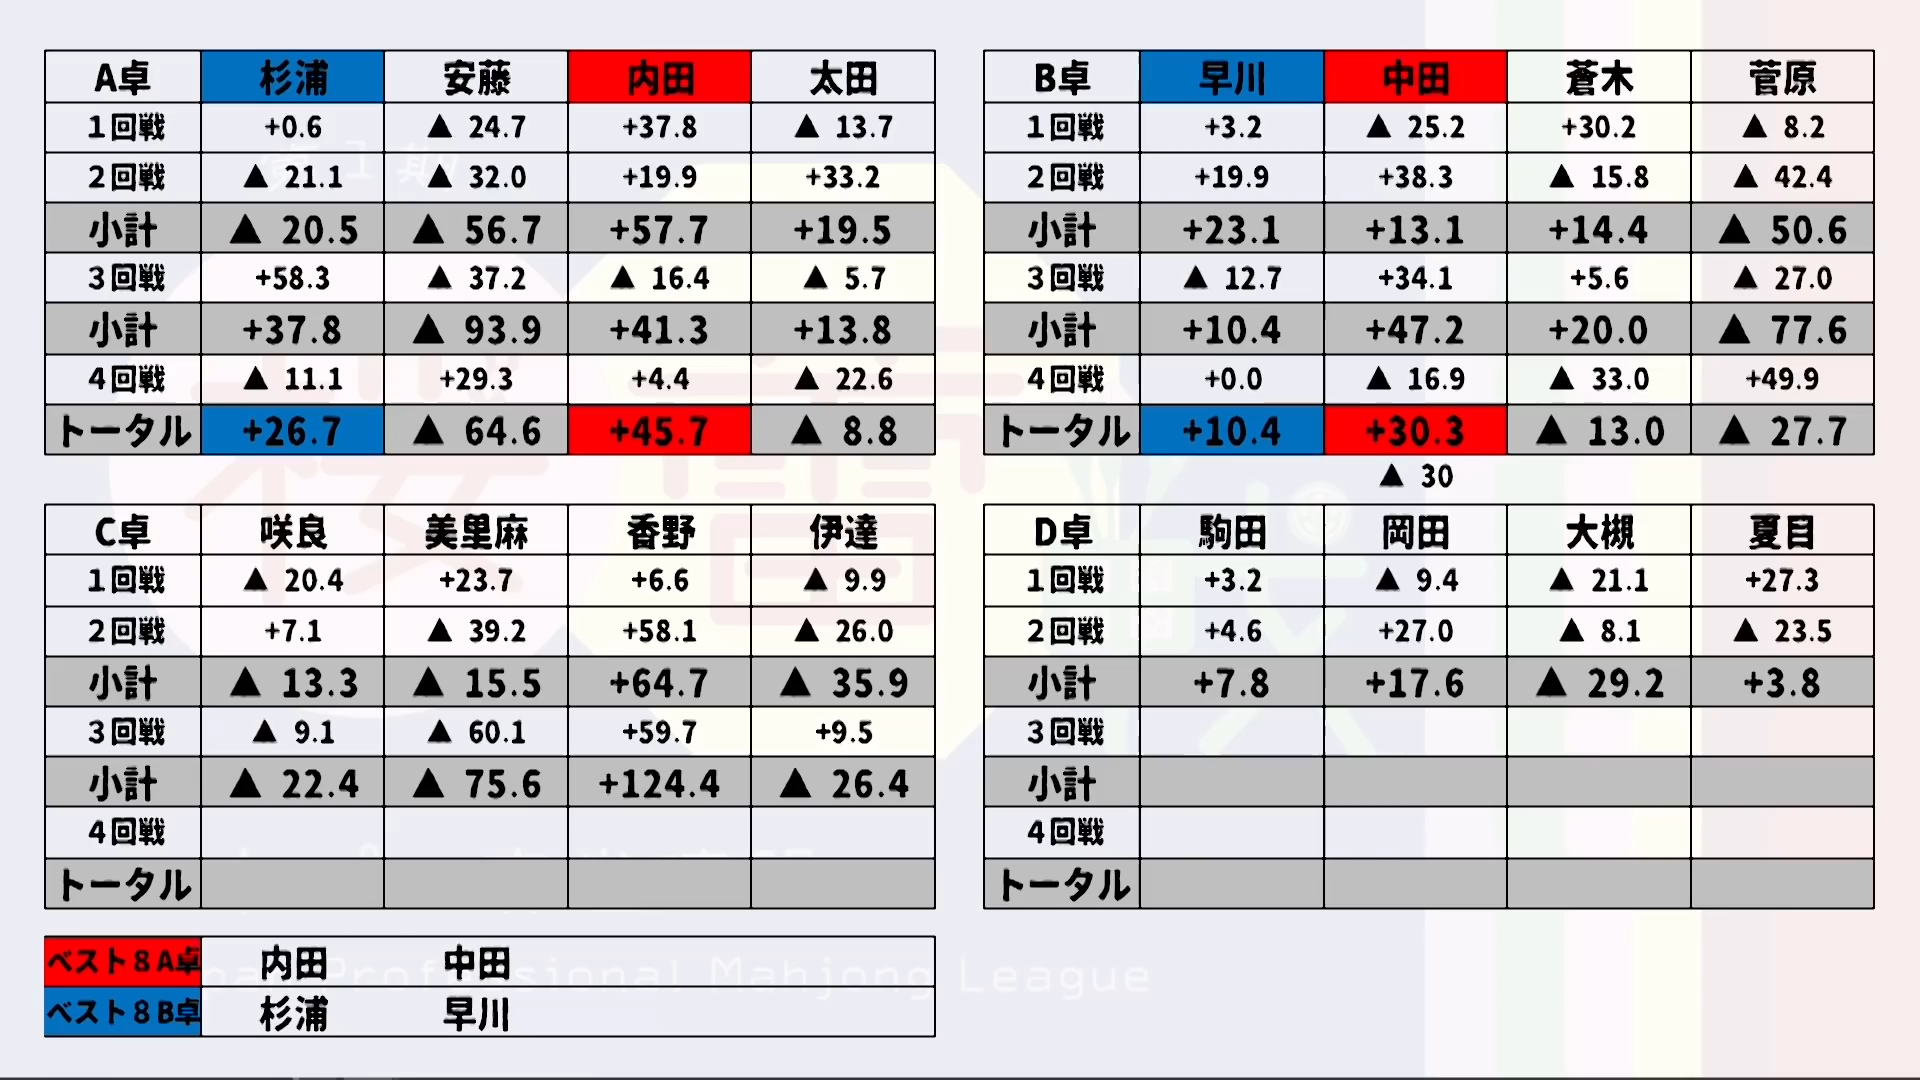 A卓 杉浦 安藤 内田 太田
1回戦 +0.6 ▲ 24.7 +37.8 ▲ 13.7
2回戦 ▲ 21.1 ▲ 32.0 +19.9 +33.2
小計 ▲ 20.5 ▲ 56.7 +57.7 +19.5
3回戦 +58.3 ▲ 37.2 ▲ 16.4 ▲ 5.7
小計 +37.8 ▲ 93.9 +41.3 +13.8
4回戦 ▲ 11.1 +29.3 +4.4 ▲ 22.6
トータル +26.7 ▲ 64.6 +45.7 ▲ 8.8
B卓 早川 中田 蒼木 菅原
1回戦 +3.2 ▲ 25.2 +30.2 ▲ 8.2
2回戦 +19.9 +38.3 ▲ 15.8 ▲ 42.4
小計 +23.1 +13.1 +14.4 ▲ 50.6
3回戦 ▲ 12.7 +34.1 +5.6 ▲ 27.0
小計 +10.4 +47.2 +20.0 ▲ 77.6
4回戦 +0.0 ▲ 16.9 ▲ 33.0 +49.9
トータル +10.4 +30.3 ▲ 13.0 ▲ 27.7
▲ 30
C卓 咲良 美里麻 香野 伊達
1回戦 ▲ 20.4 +23.7 +6.6 ▲ 9.9
2回戦 +7.1 ▲ 39.2 +58.1 ▲ 26.0
小計 ▲ 13.3 ▲ 15.5 +64.7 ▲ 35.9
3回戦 ▲ 9.1 ▲ 60.1 +59.7 +9.5
小計 ▲ 22.4 ▲ 75.6 +124.4 ▲ 26.4
4回戦
トータル
D卓 駒田 岡田 大槻 夏目
1回戦 +3.2 ▲ 9.4 ▲ 21.1 +27.3
2回戦 +4.6 +27.0 ▲ 8.1 ▲ 23.5
小計 +7.8 +17.6 ▲ 29.2 +3.8
3回戦
小計
4回戦
トータル
ベスト8A卓 内田 中田
ベスト8B卓 杉浦 早川
Professional Mahjong League